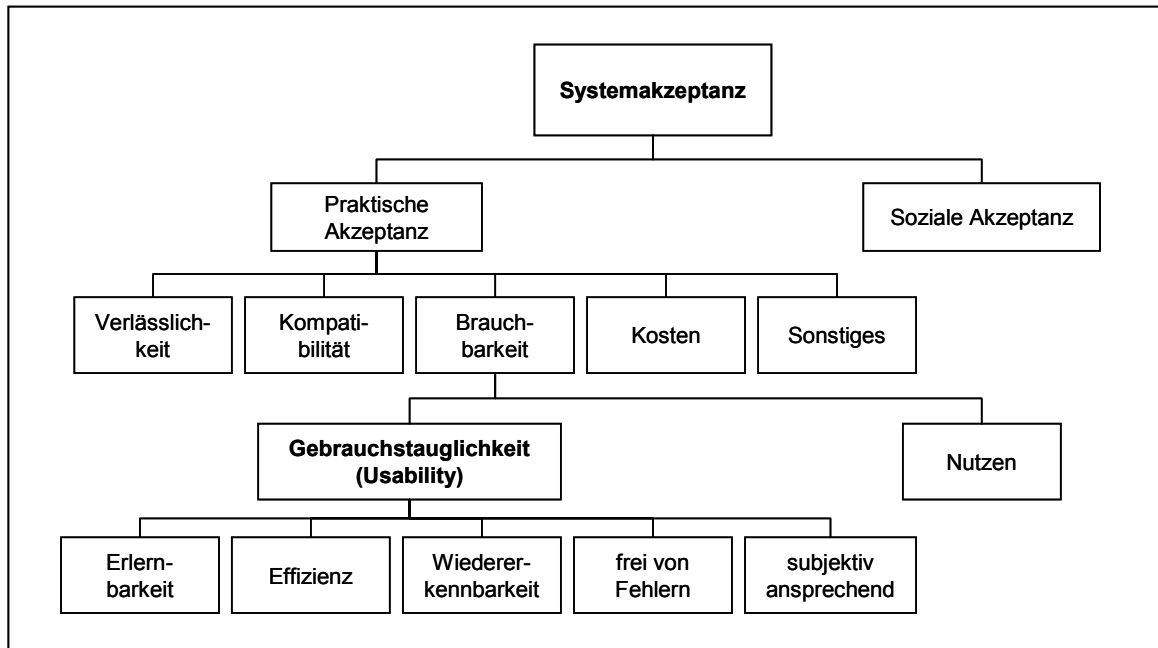 Systemakzeptanz
Praktische
Akzeptanz
Soziale Akzeptanz
Verlässlich-
keit
Kompati-
bilität
Brauch-
barkeit
Kosten
Sonstiges
Gebrauchstauglichkeit
(Usability)
Nutzen
Erlern-
barkeit
Effizienz
Wiederer-
kennbarkeit
frei von
Fehlern
subjektiv
ansprechend